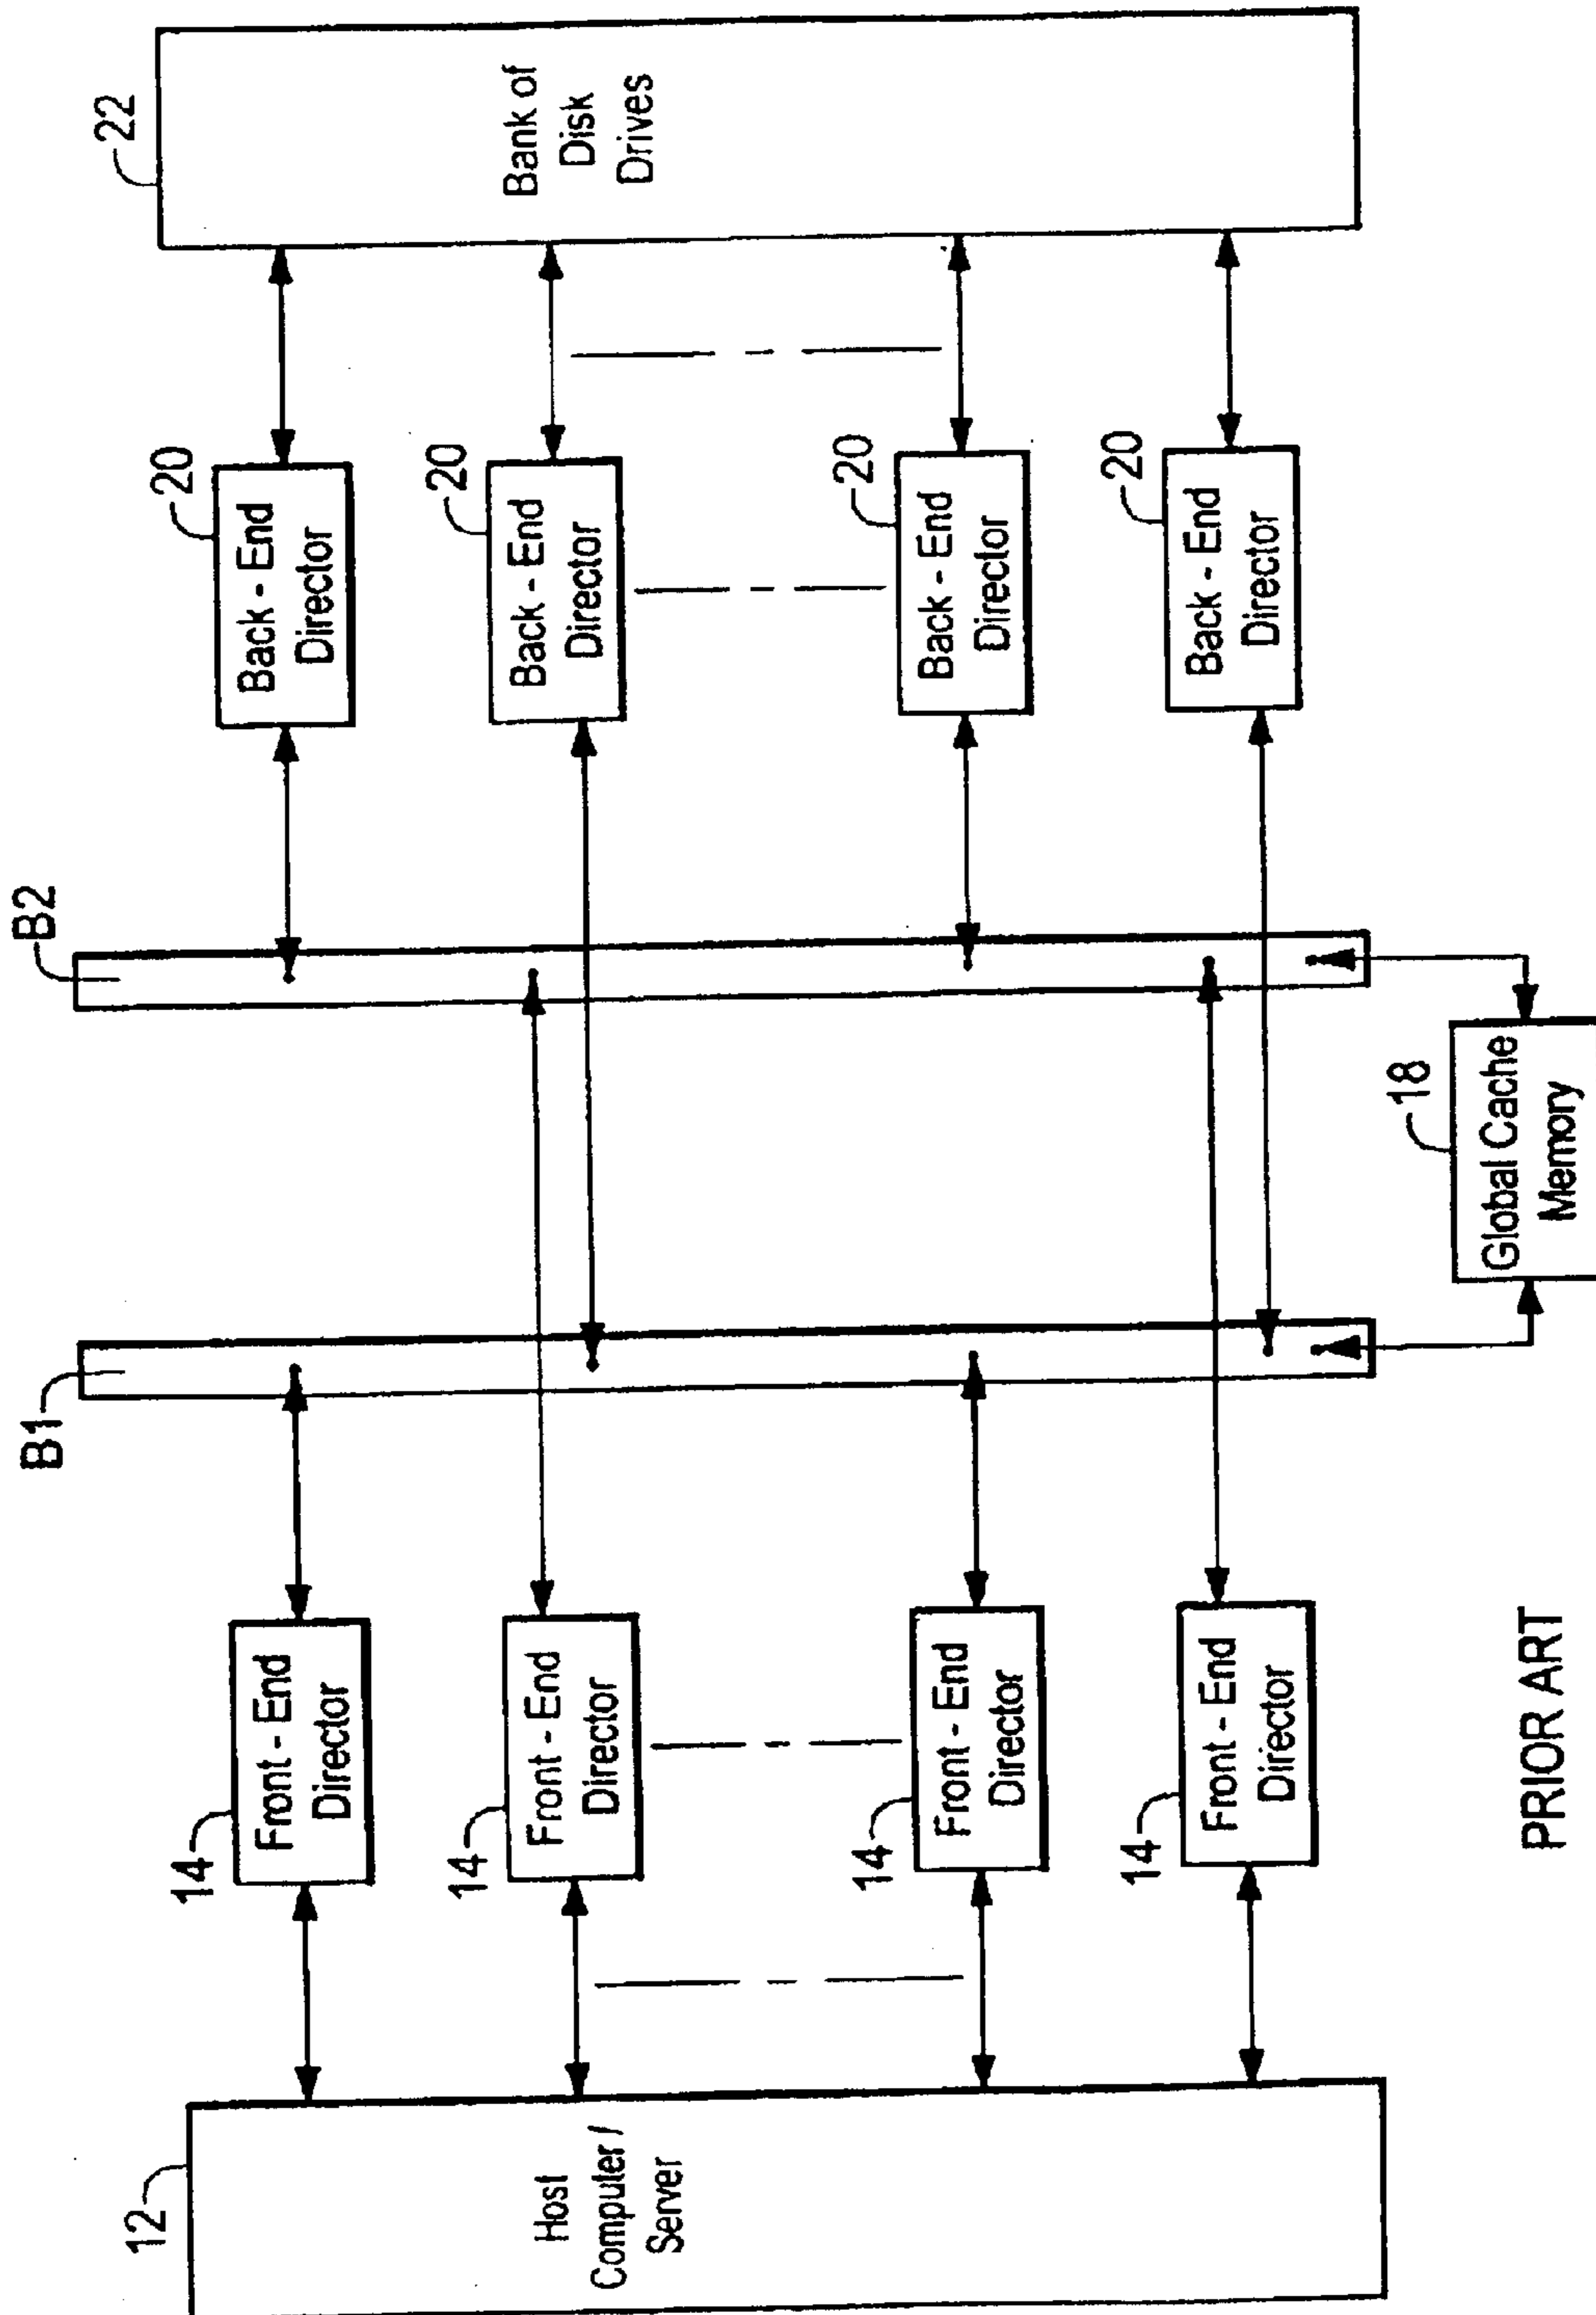 12
Host
Computer /
Server
14
Front - End
Director
14
Front - End
Director
14
Front - End
Director
14
Front - End
Director
B1
B2
18
Global Cache
Memory
20
Back - End
Director
20
Back - End
Director
20
Back - End
Director
20
Back - End
Director
22
Bank of
Disk
Drives
PRIOR ART